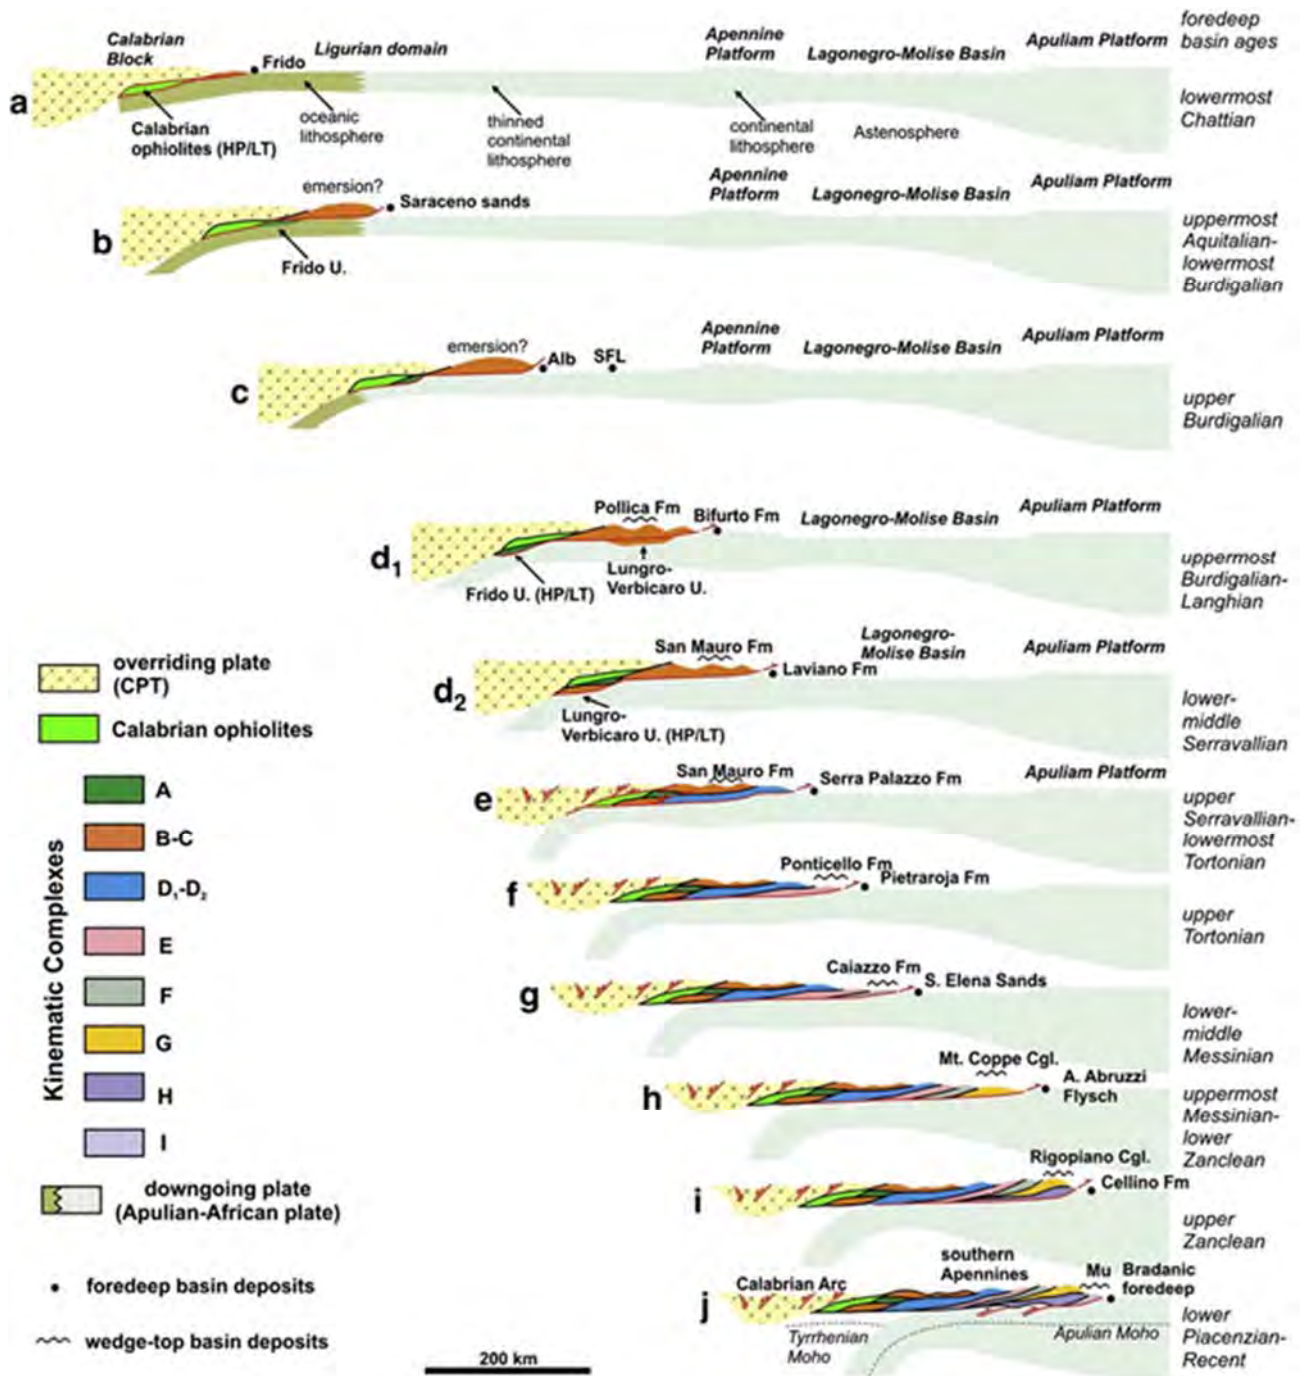 foredeep
basin ages
Calabrian
Block
Frido
Ligurian domain
Apennine
Platform
Lagonegro-Molise Basin
Apuliam Platform
a
Calabrian
ophiolites (HP/LT)
oceanic
lithosphere
thinned
continental
lithosphere
continental
lithosphere
Astenosphere
lowermost
Chattian
emersion?
Saraceno sands
Apennine
Platform
Lagonegro-Molise Basin
Apuliam Platform
b
Frido U.
uppermost
Aquitalian-
lowermost
Burdigalian
emersion?
Alb
SFL
Apennine
Platform
Lagonegro-Molise Basin
Apuliam Platform
c
upper
Burdigalian
Pollica Fm
Bifurto Fm
Lagonegro-Molise Basin
Apuliam Platform
d1
Frido U. (HP/LT)
Lungro-
Verbicaro U.
uppermost
Burdigalian-
Langhian
San Mauro Fm
Laviano Fm
Lagonegro-
Molise Basin
Apuliam Platform
d2
Lungro-
Verbicaro U. (HP/LT)
lower-
middle
Serravallian
San Mauro Fm
Serra Palazzo Fm
Apuliam Platform
e
upper
Serravallian-
lowermost
Tortonian
Ponticello Fm
Pietraroja Fm
f
upper
Tortonian
Caiazzo Fm
S. Elena Sands
g
lower-
middle
Messinian
Mt. Coppe Cgl.
A. Abruzzi
Flysch
h
uppermost
Messinian-
lower
Zanclean
Rigopiano Cgl.
Cellino Fm
i
upper
Zanclean
Calabrian Arc
southern
Apennines
Mu
Bradanic
foredeep
j
Tyrrhenian
Moho
Apulian Moho
lower
Piacenzian-
Recent
overriding plate
(CPT)
Calabrian ophiolites
Kinematic Complexes
A
B-C
D1-D2
E
F
G
H
I
downgoing plate
(Apulian-African plate)
foredeep basin deposits
wedge-top basin deposits
200 km